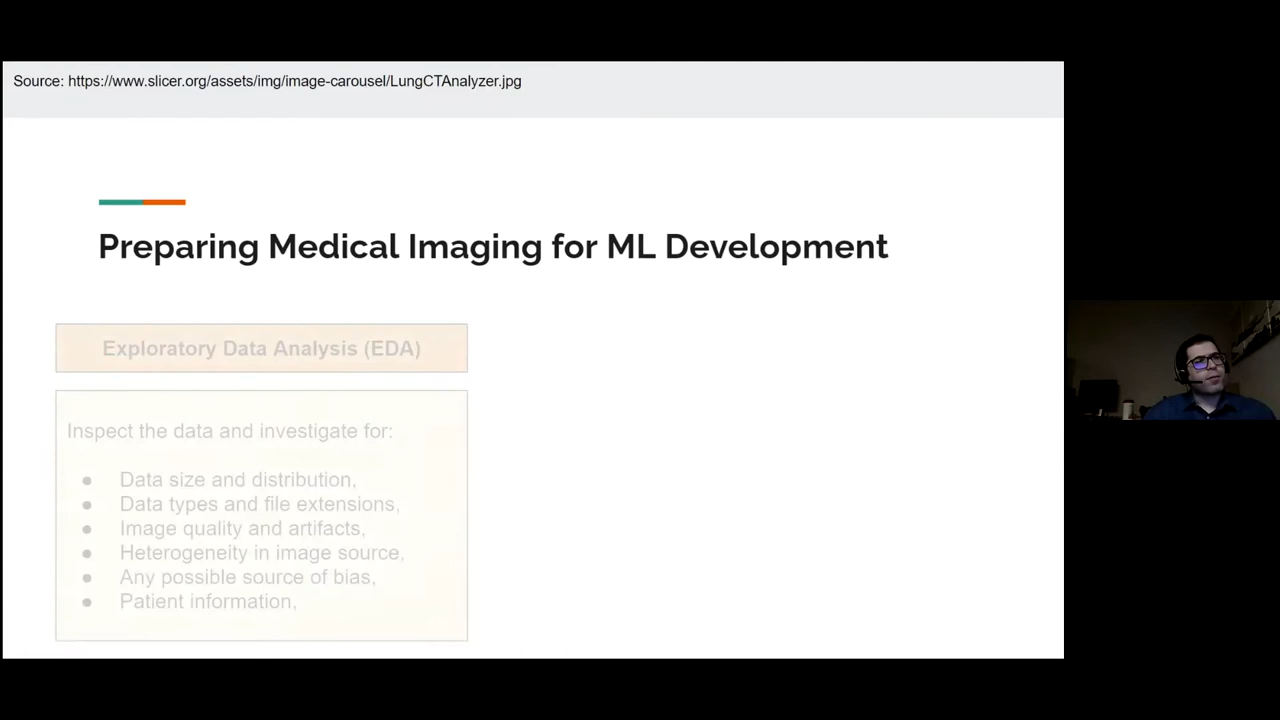 Source: https://www.slicer.org/assets/img/image-carousel/LungCTAnalyzer.jpg
Preparing Medical Imaging for ML Development
Exploratory Data Analysis (EDA)
Inspect the data and investigate for:
● Data size and distribution,
● Data types and file extensions,
● Image quality and artifacts,
● Heterogeneity in image source,
● Any possible source of bias,
● Patient information,